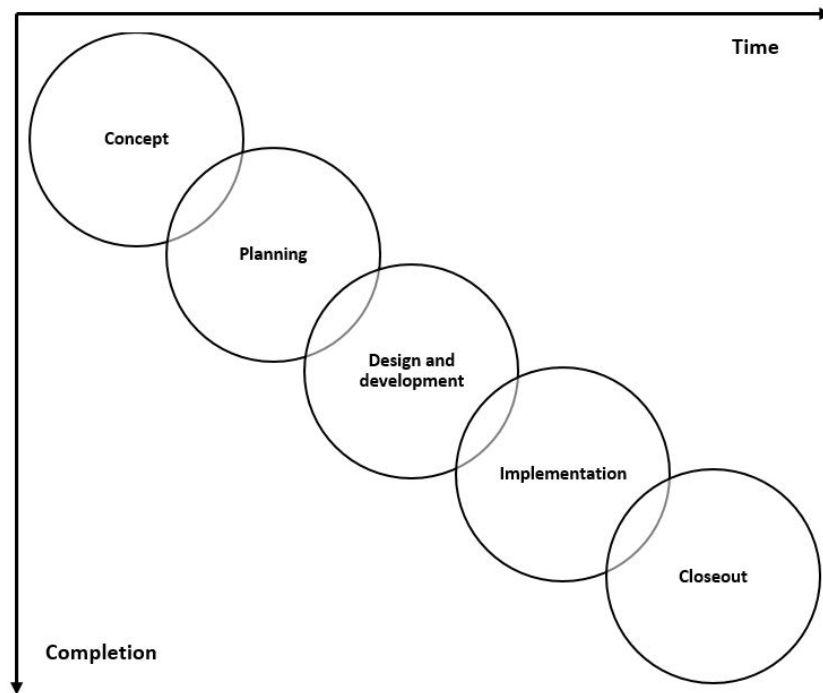 Time
Concept
Planning
Design and
development
Implementation
Closeout
Completion